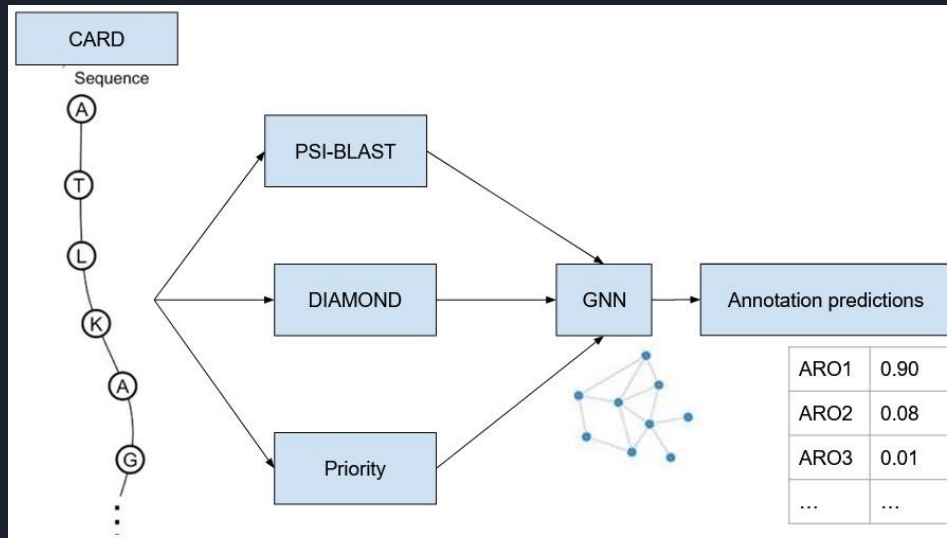 CARD
Sequence
A
T
L
K
A
G
PSI-BLAST
DIAMOND
Priority
GNN
Annotation predictions
ARO1 0.90
ARO2 0.08
ARO3 0.01
... ...